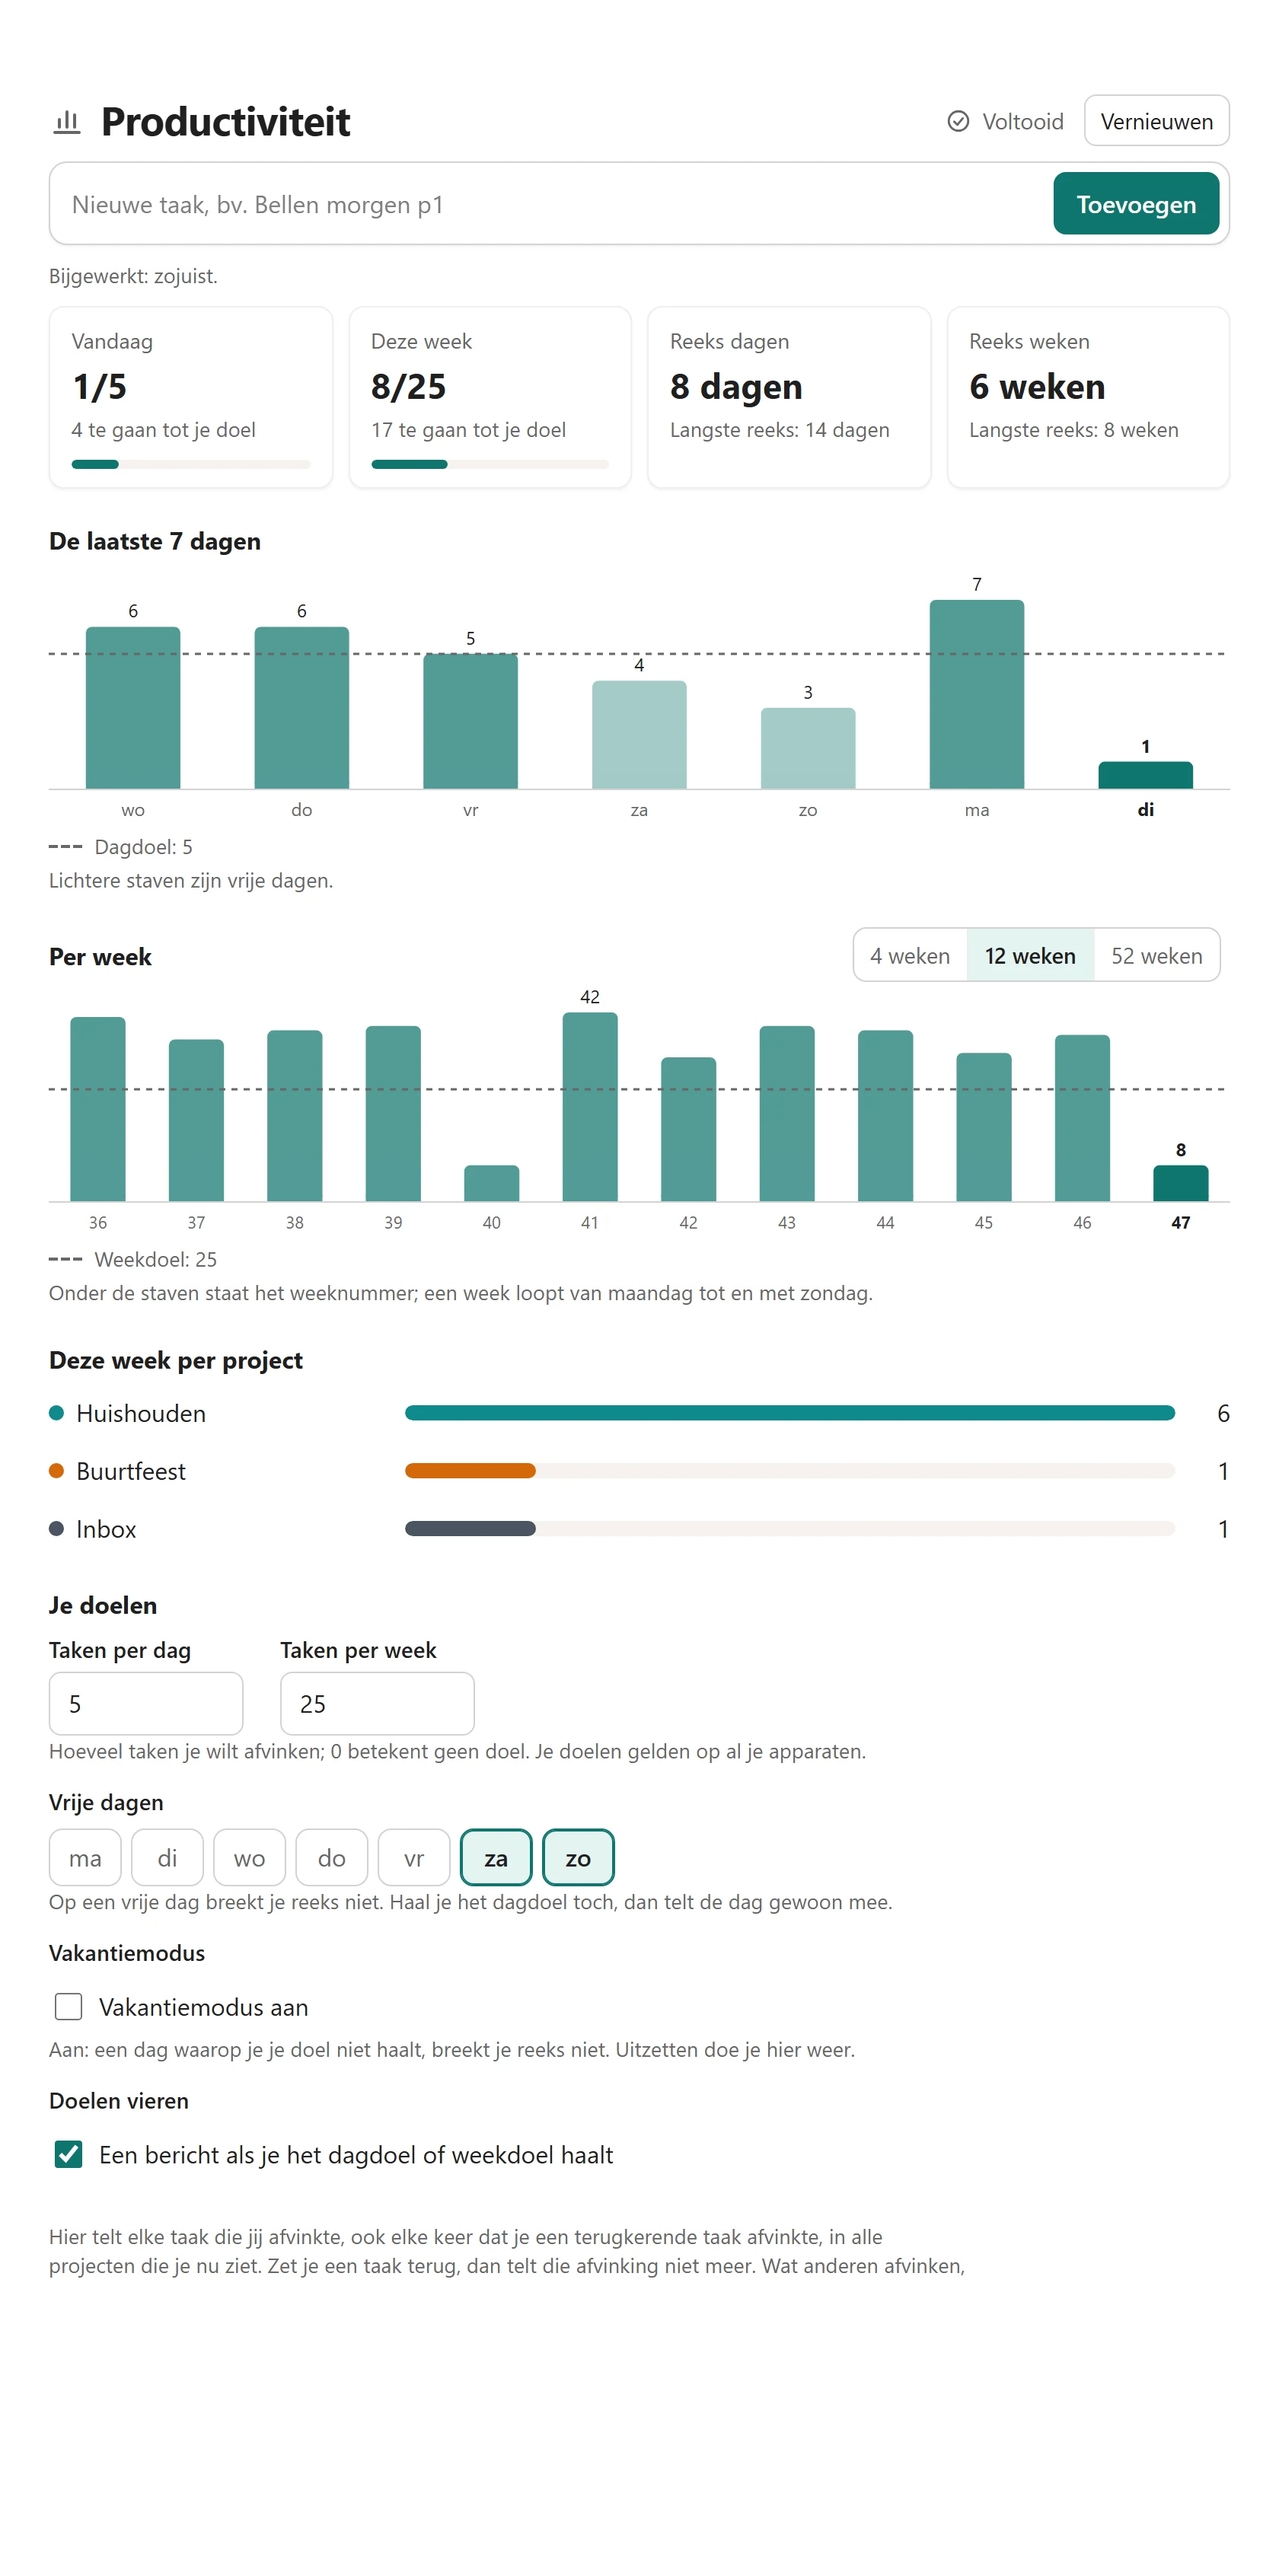 Productiviteit
Voltooid
Vernieuwen
Nieuwe taak, bv. Bellen morgen p1
Toevoegen
Bijgewerkt: zojuist.
Vandaag
1/5
4 te gaan tot je doel
Deze week
8/25
17 te gaan tot je doel
Reeks dagen
8 dagen
Langste reeks: 14 dagen
Reeks weken
6 weken
Langste reeks: 8 weken
De laatste 7 dagen
6 6 5 4 3 7 1
wo do vr za zo ma di
Dagdoel: 5
Lichtere staven zijn vrije dagen.
Per week
4 weken 12 weken 52 weken
42 8
36 37 38 39 40 41 42 43 44 45 46 47
Weekdoel: 25
Onder de staven staat het weeknummer; een week loopt van maandag tot en met zondag.
Deze week per project
Huishouden 6
Buurtfeest 1
Inbox 1
Je doelen
Taken per dag Taken per week
5 25
Hoeveel taken je wilt afvinken; 0 betekent geen doel. Je doelen gelden op al je apparaten.
Vrije dagen
ma di wo do vr za zo
Op een vrije dag breekt je reeks niet. Haal je het dagdoel toch, dan telt de dag gewoon mee.
Vakantiemodus
Vakantiemodus aan
Aan: een dag waarop je je doel niet haalt, breekt je reeks niet. Uitzetten doe je hier weer.
Doelen vieren
Een bericht als je het dagdoel of weekdoel haalt
Hier telt elke taak die jij afvinkte, ook elke keer dat je een terugkerende taak afvinkte, in alle
projecten die je nu ziet. Zet je een taak terug, dan telt die afvinking niet meer. Wat anderen afvinken,